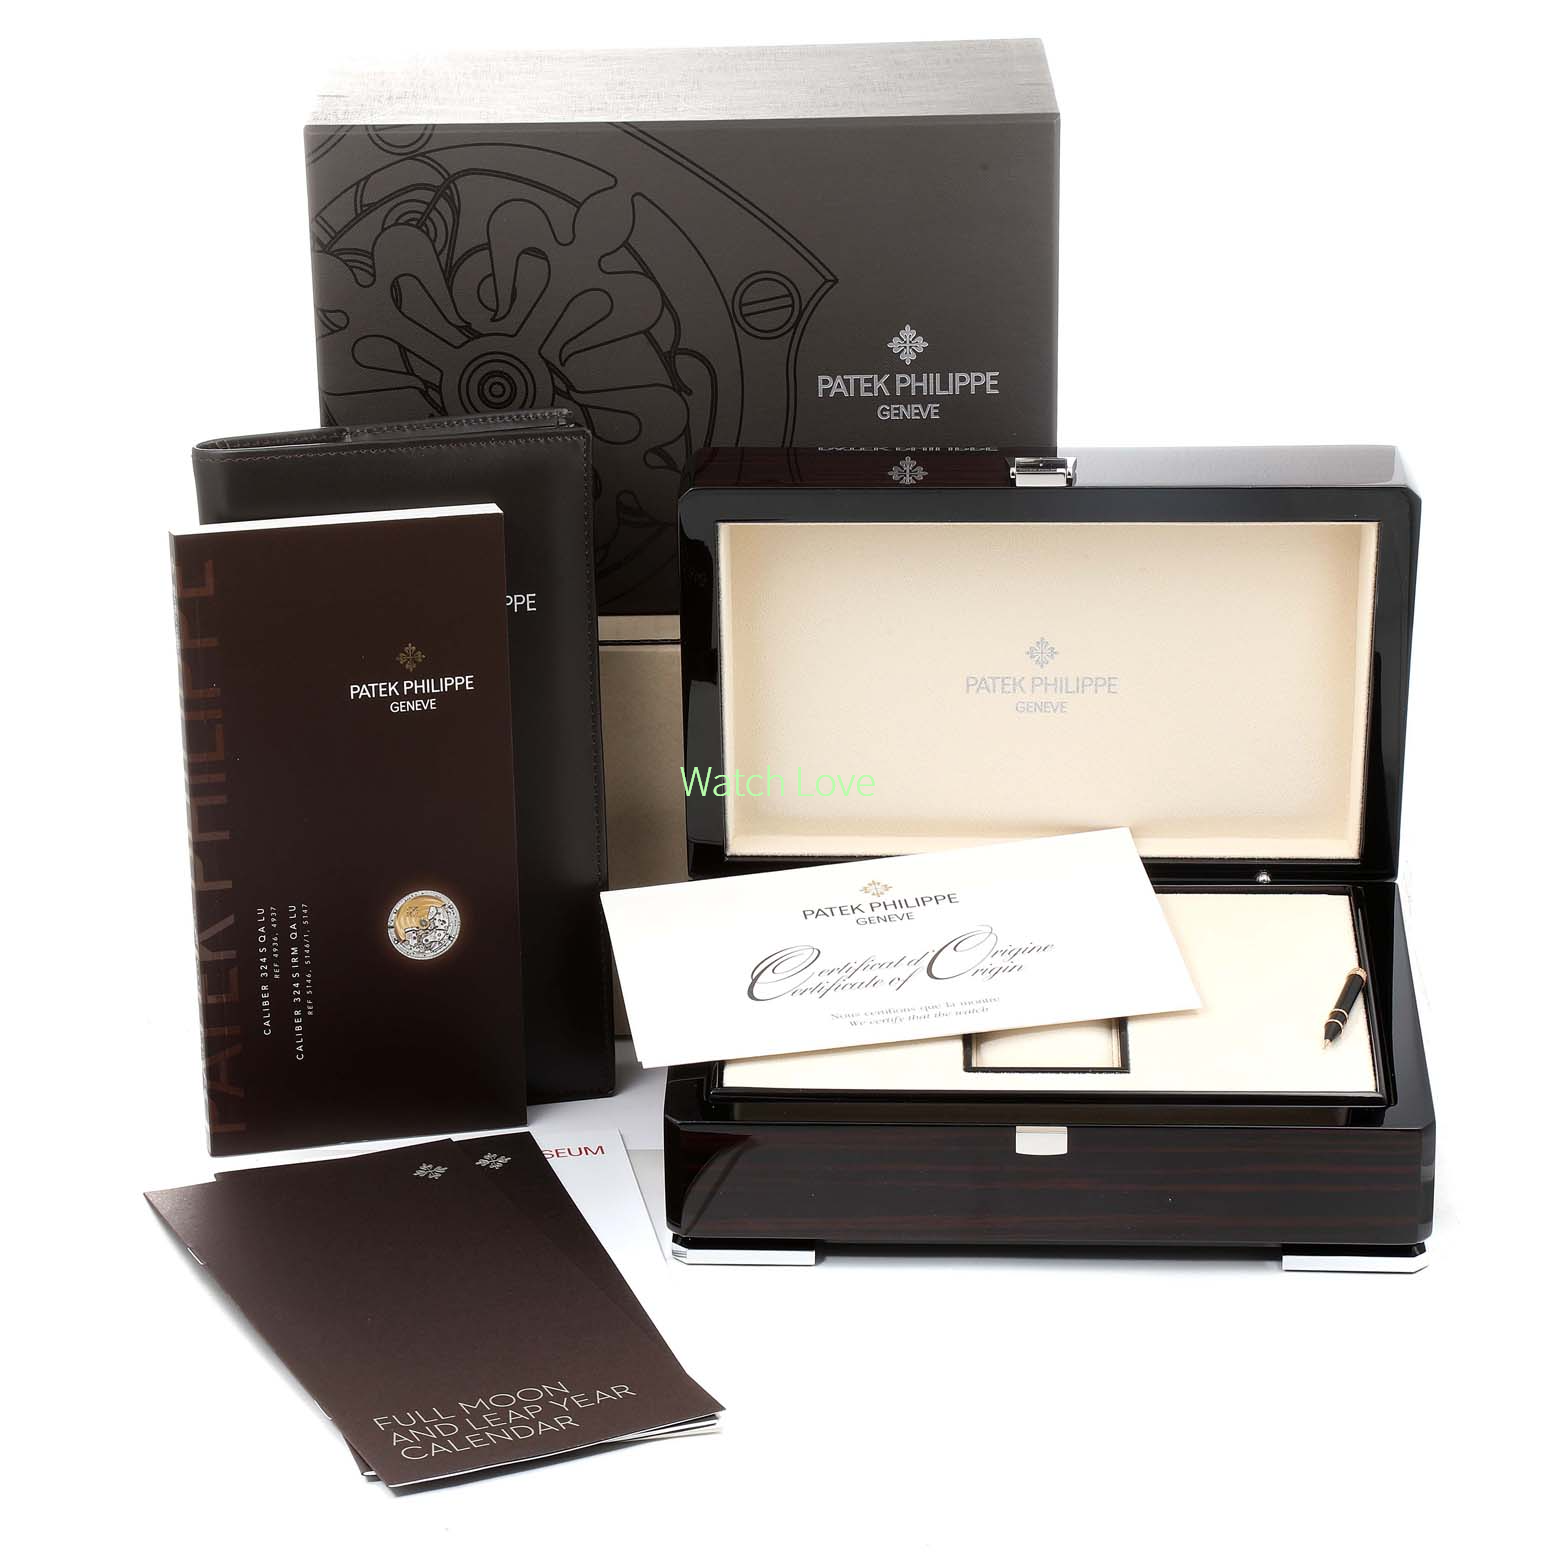 PATEK PHILIPPE
GENEVE
PPE
PATEK PHILIPPE
PATEK PHILIPPE
GENEVE
CALIBER 324 S QA LU
REF 4936, 4937
CALIBER 324 S IRM QA LU
REF 5146, 5146/1, 5147
PATEK PHILIPPE
GENEVE
Watch Love
PATEK PHILIPPE
GENEVE
Certificat d'Origine
Certificate of Origin
Nous certifions que la montre
We certify that the watch
SEUM
FULL MOON
AND LEAP YEAR
CALENDAR